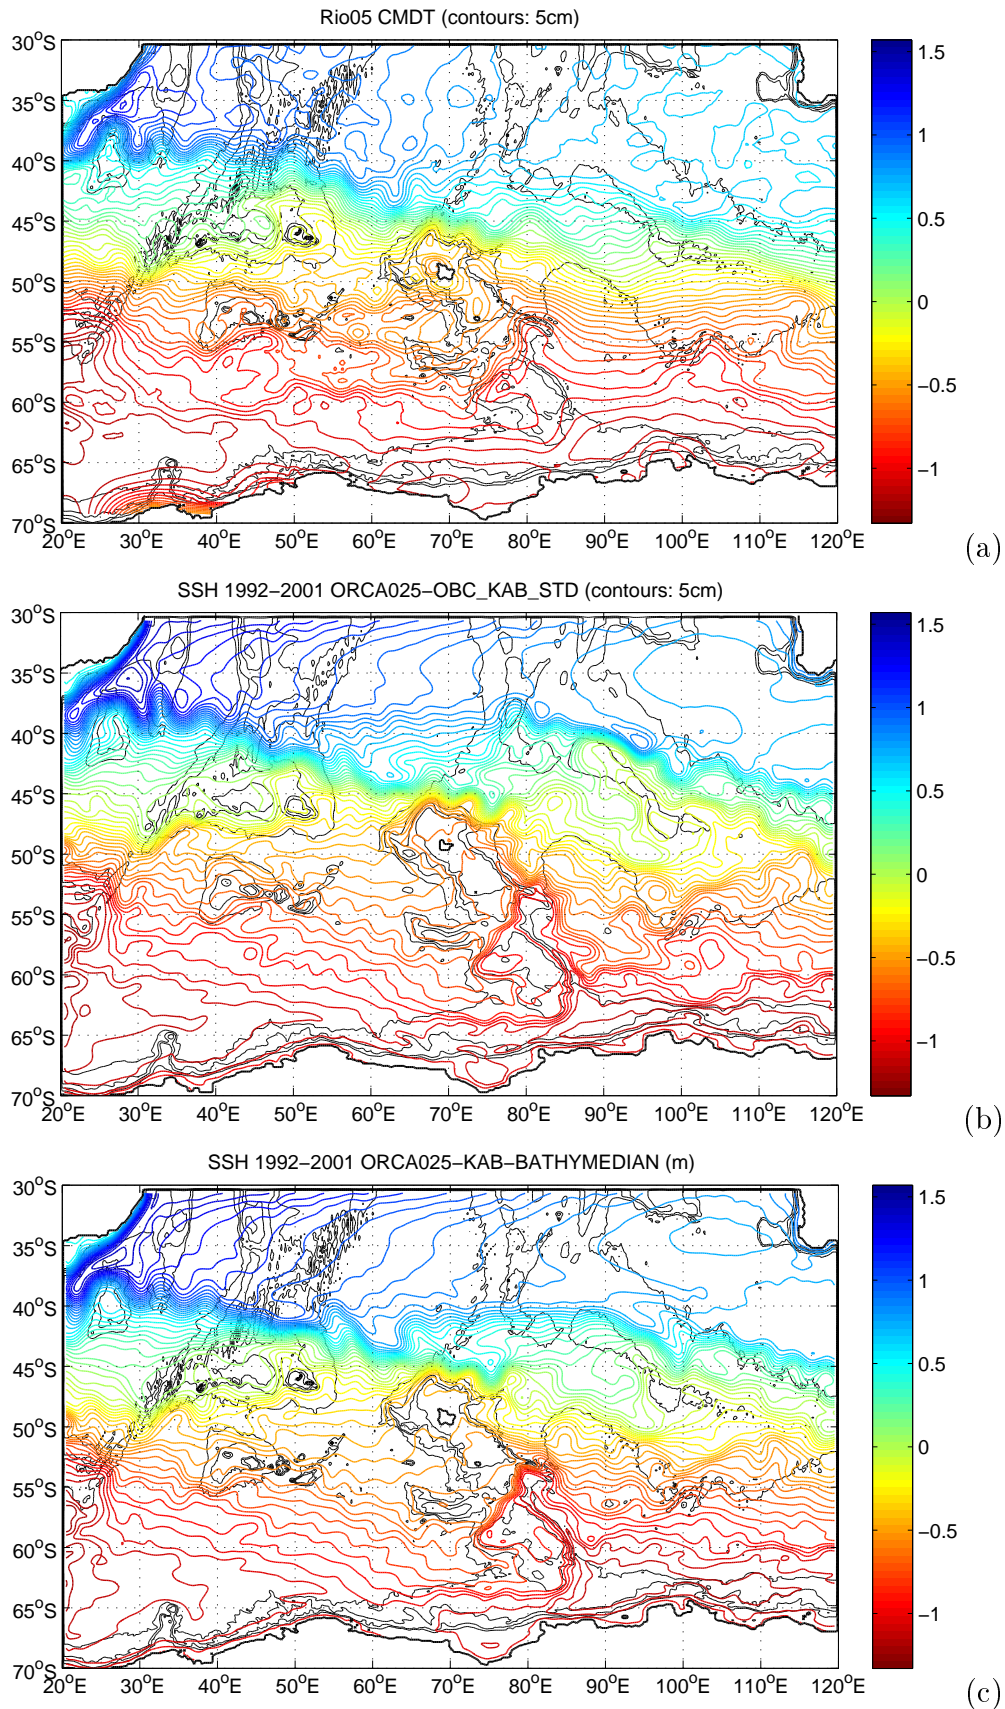 Rio05 CMDT (contours: 5cm)
30°S
35°S
40°S
45°S
50°S
55°S
60°S
65°S
70°S
20°E 30°E 40°E 50°E 60°E 70°E 80°E 90°E 100°E 110°E 120°E
1.5
1
0.5
0
−0.5
−1
(a)
SSH 1992−2001 ORCA025−OBC_KAB_STD (contours: 5cm)
30°S
35°S
40°S
45°S
50°S
55°S
60°S
65°S
70°S
20°E 30°E 40°E 50°E 60°E 70°E 80°E 90°E 100°E 110°E 120°E
1.5
1
0.5
0
−0.5
−1
(b)
SSH 1992−2001 ORCA025−KAB−BATHYMEDIAN (m)
30°S
35°S
40°S
45°S
50°S
55°S
60°S
65°S
70°S
20°E 30°E 40°E 50°E 60°E 70°E 80°E 90°E 100°E 110°E 120°E
1.5
1
0.5
0
−0.5
−1
(c)